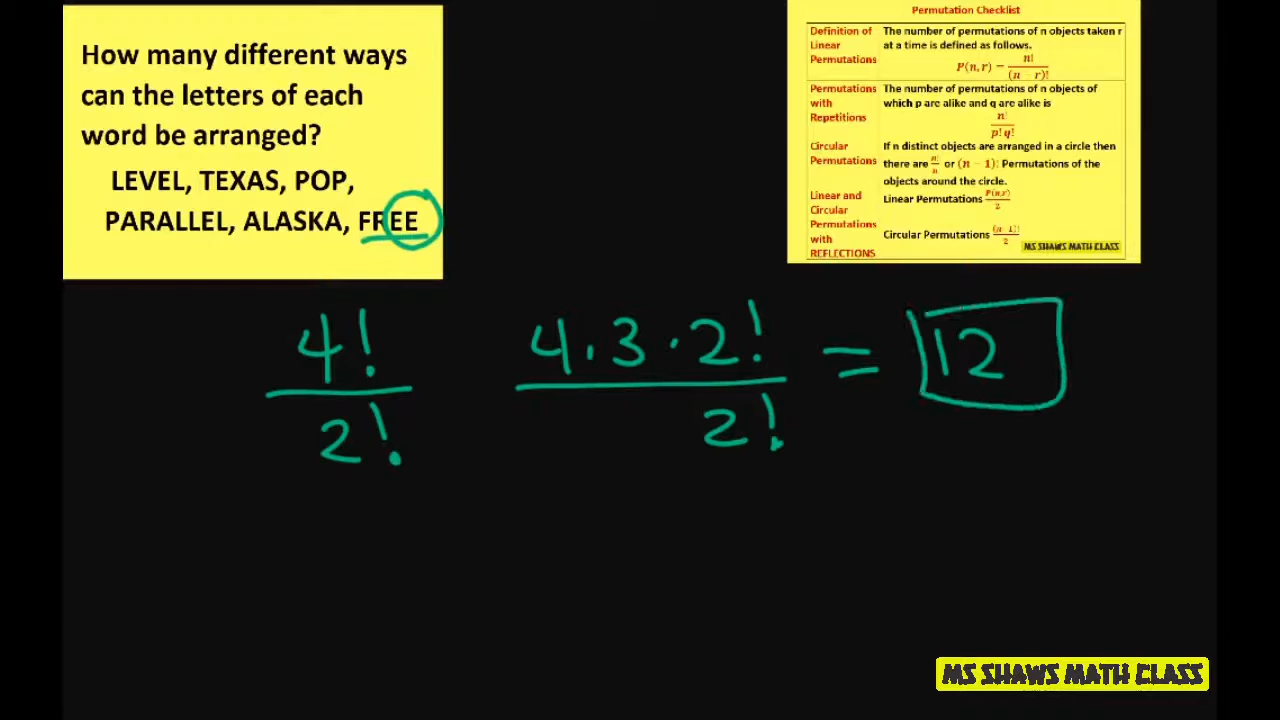 How many different ways
can the letters of each
word be arranged?
LEVEL, TEXAS, POP,
PARALLEL, ALASKA, FREE
Permutation Checklist
Definition of Linear Permutations
The number of permutations of n objects taken r
at a time is defined as follows.
P(n, r) = n! / (n − r)!
Permutations with Repetitions
The number of permutations of n objects of
which p are alike and q are alike is
n! / p! q!
Circular Permutations
If n distinct objects are arranged in a circle then
there are n!/n or (n − 1)! Permutations of the
objects around the circle.
Linear and Circular Permutations with REFLECTIONS
Linear Permutations P(n,r)/2
Circular Permutations (n−1)!/2
MS SHAWS MATH CLASS
4! / 2!
4 · 3 · 2! / 2! = 12
MS SHAWS MATH CLASS